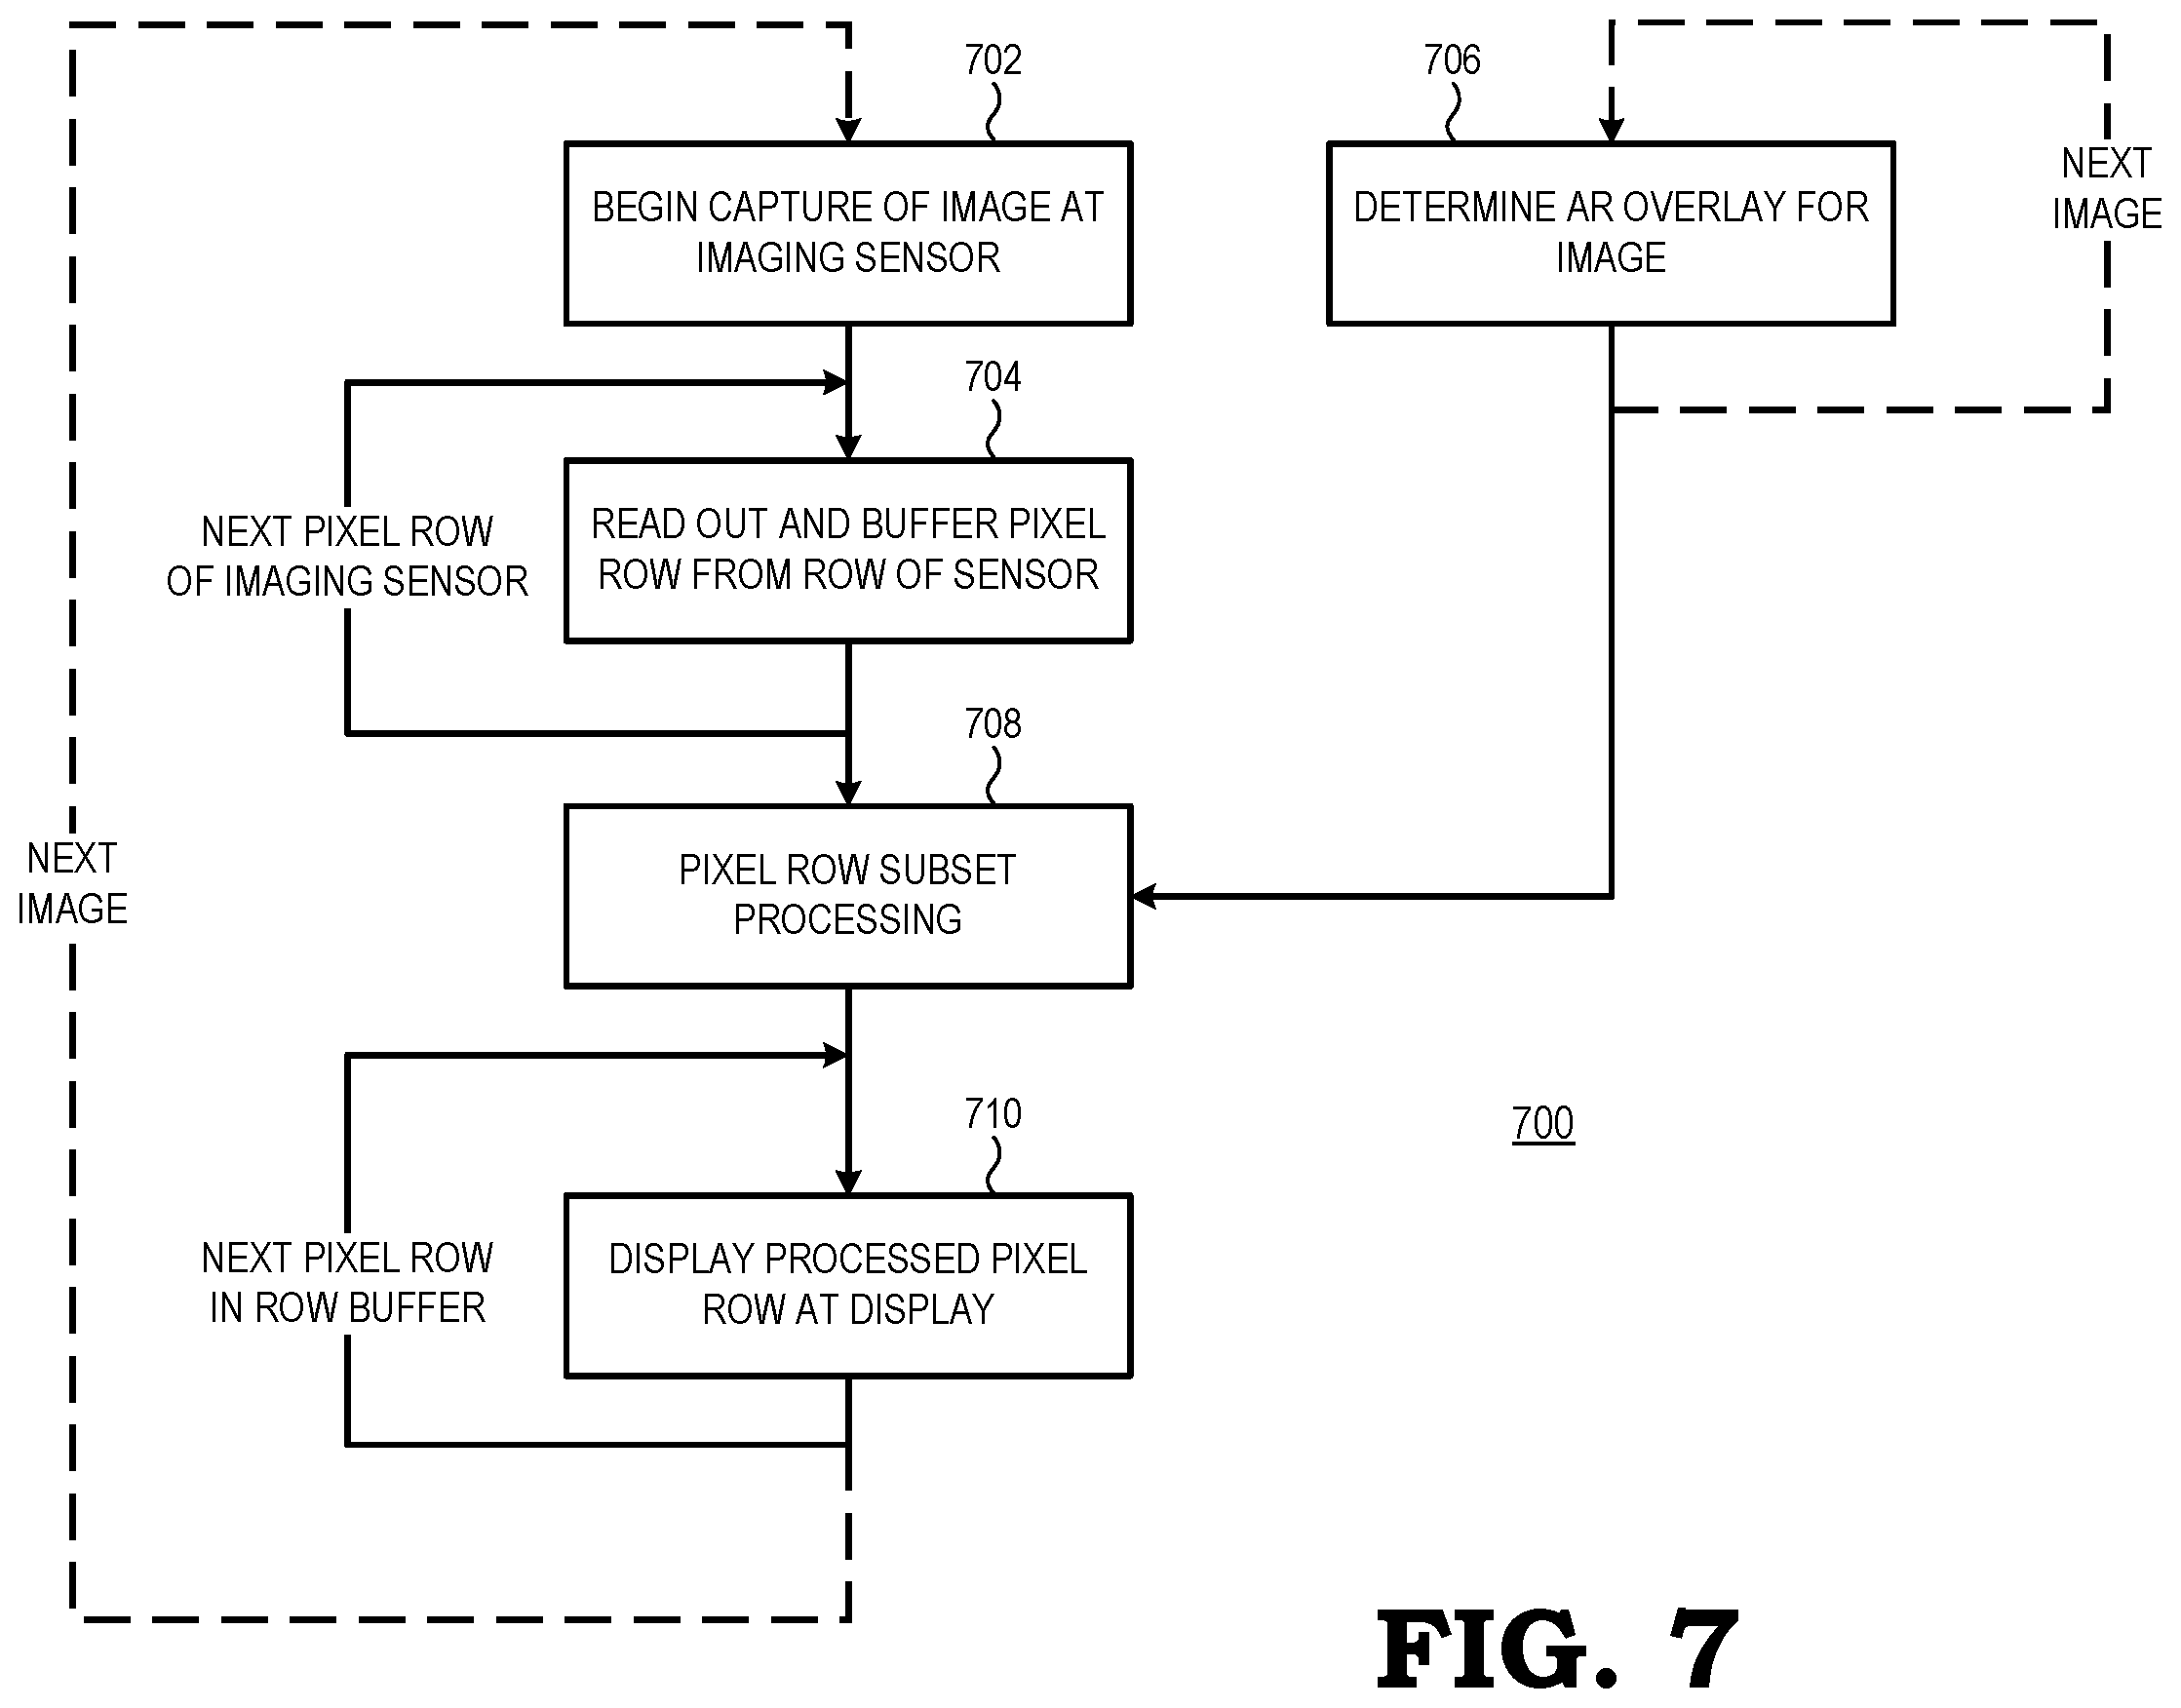 702
BEGIN CAPTURE OF IMAGE AT
IMAGING SENSOR
706
DETERMINE AR OVERLAY FOR
IMAGE
NEXT
IMAGE
704
READ OUT AND BUFFER PIXEL
ROW FROM ROW OF SENSOR
NEXT PIXEL ROW
OF IMAGING SENSOR
708
PIXEL ROW SUBSET
PROCESSING
NEXT
IMAGE
710
DISPLAY PROCESSED PIXEL
ROW AT DISPLAY
NEXT PIXEL ROW
IN ROW BUFFER
700
FIG. 7